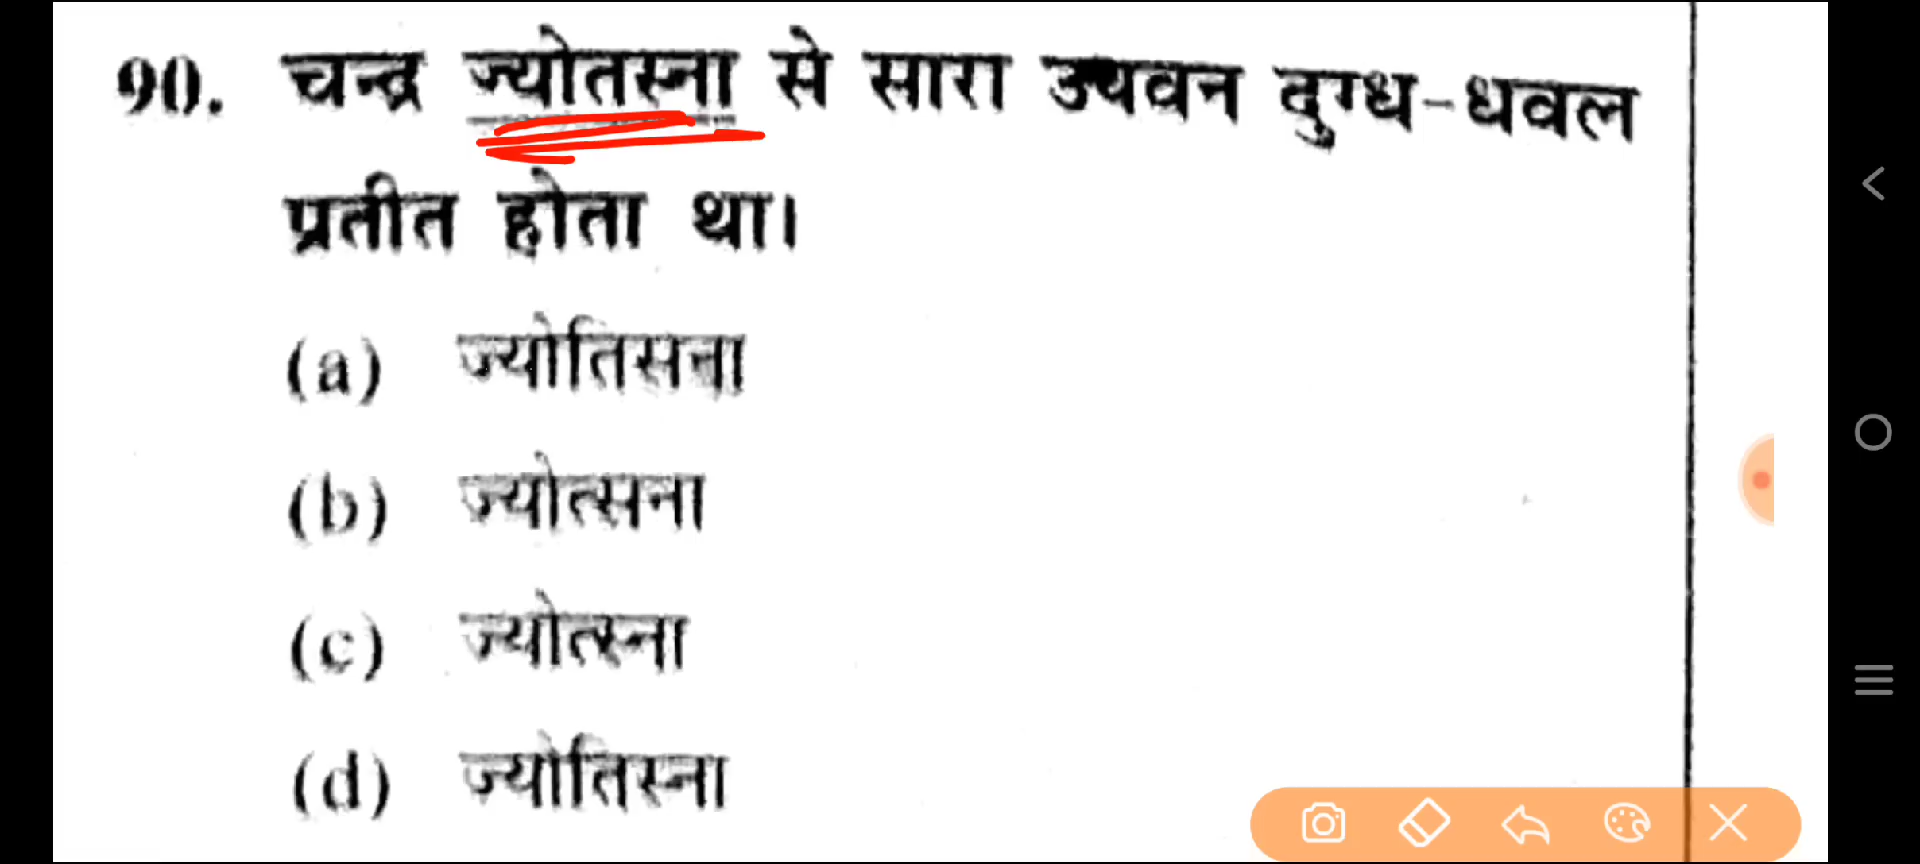 90. चन्द्र ज्योतस्ना से सारा उपवन दुग्ध-धवल
प्रतीत होता था।
(a) ज्योतिसना
(b) ज्योत्सना
(c) ज्योत्स्ना
(d) ज्योतिस्ना